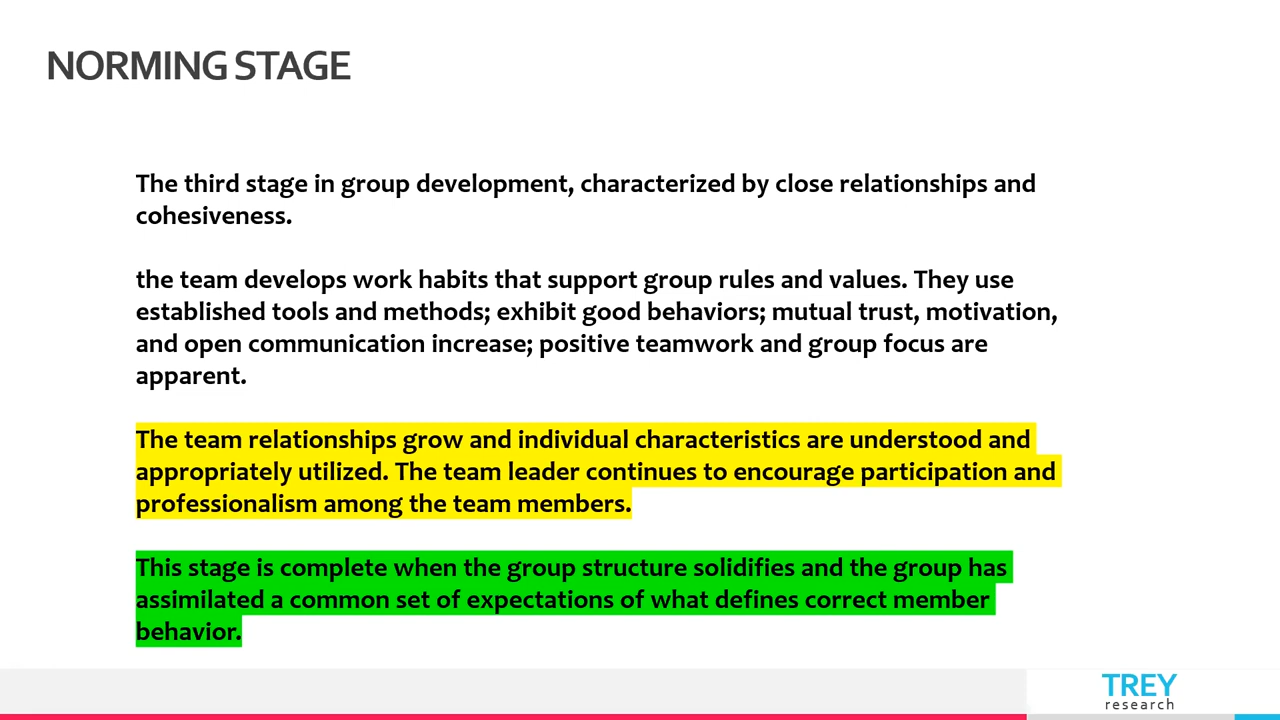 NORMING STAGE
The third stage in group development, characterized by close relationships and
cohesiveness.
the team develops work habits that support group rules and values. They use
established tools and methods; exhibit good behaviors; mutual trust, motivation,
and open communication increase; positive teamwork and group focus are
apparent.
The team relationships grow and individual characteristics are understood and
appropriately utilized. The team leader continues to encourage participation and
professionalism among the team members.
This stage is complete when the group structure solidifies and the group has
assimilated a common set of expectations of what defines correct member
behavior.
TREY
research